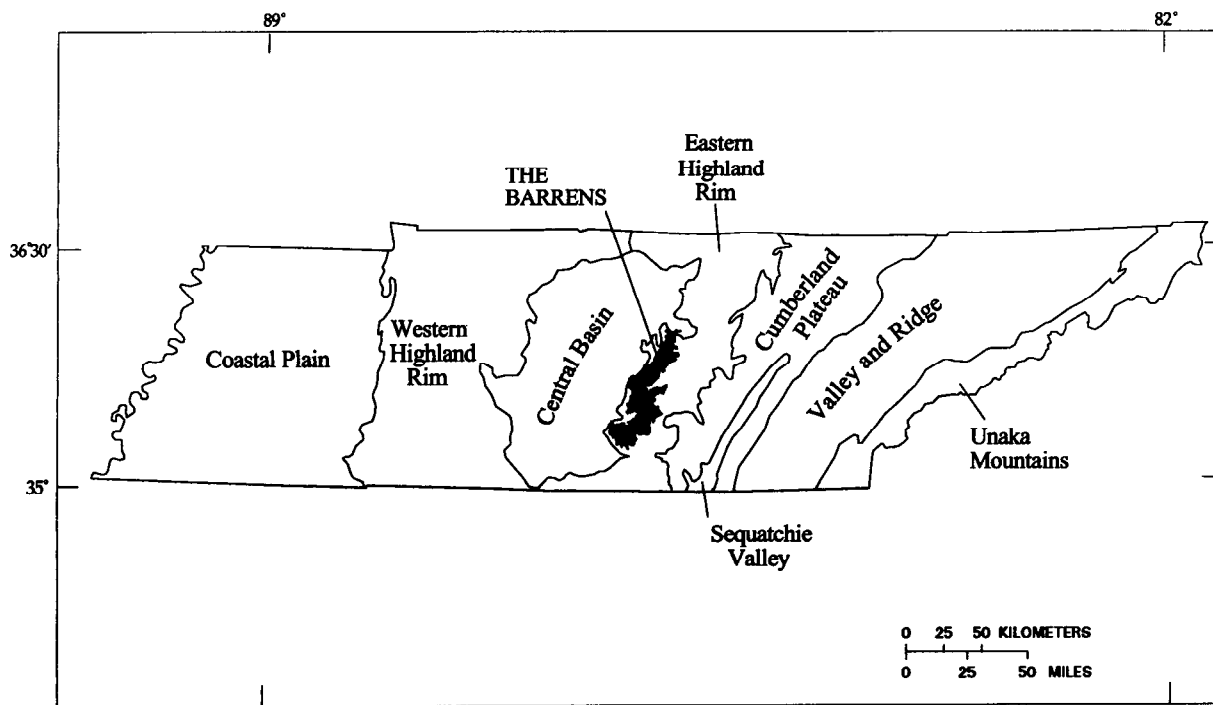 89°
82°
Eastern
Highland
Rim
THE
BARRENS
36°30'
Cumberland
Plateau
Western
Highland
Rim
Central Basin
Valley and Ridge
Coastal Plain
Unaka
Mountains
35°
Sequatchie
Valley
0 25 50 KILOMETERS
0 25 50 MILES